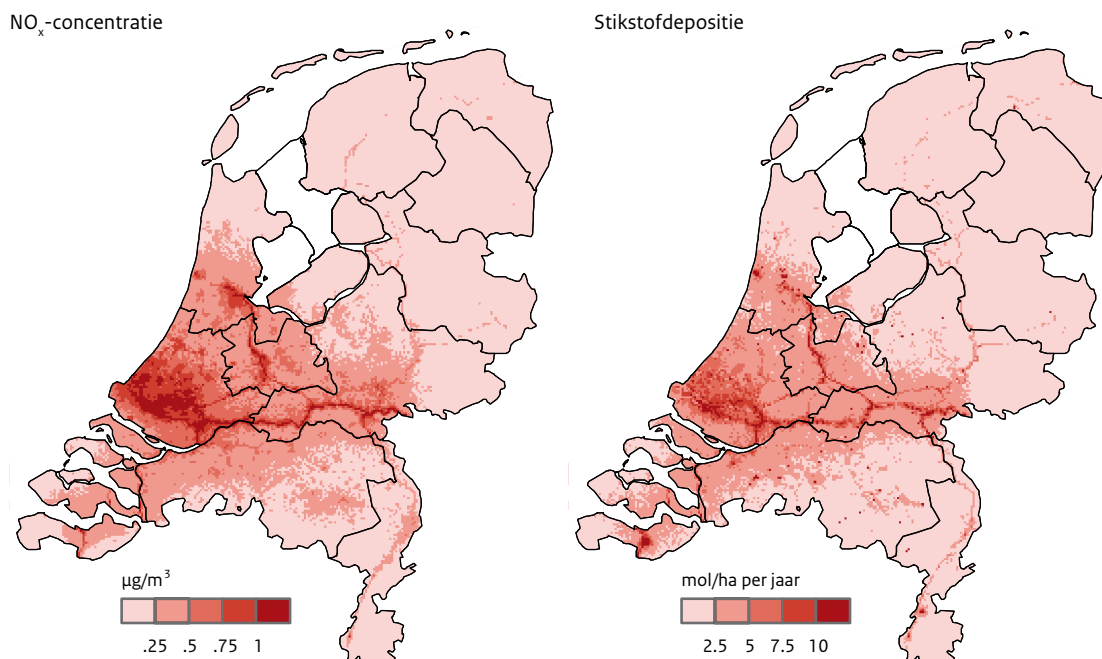 NOₓ-concentratie
Stikstofdepositie
µg/m³
.25 .5 .75 1
mol/ha per jaar
2.5 5 7.5 10